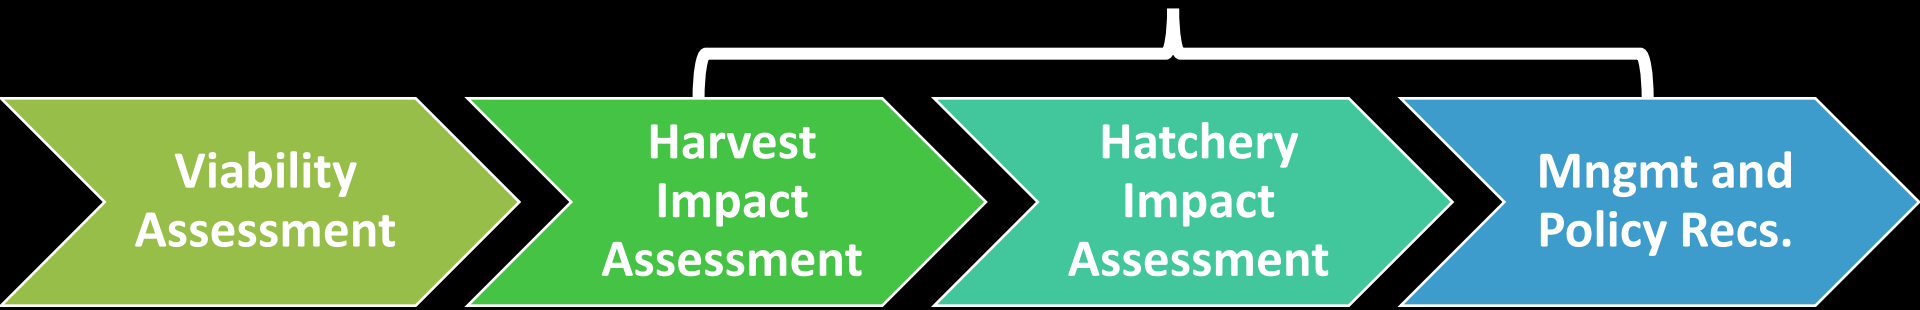 Viability
Assessment
Harvest
Impact
Assessment
Hatchery
Impact
Assessment
Mngmt and
Policy Recs.